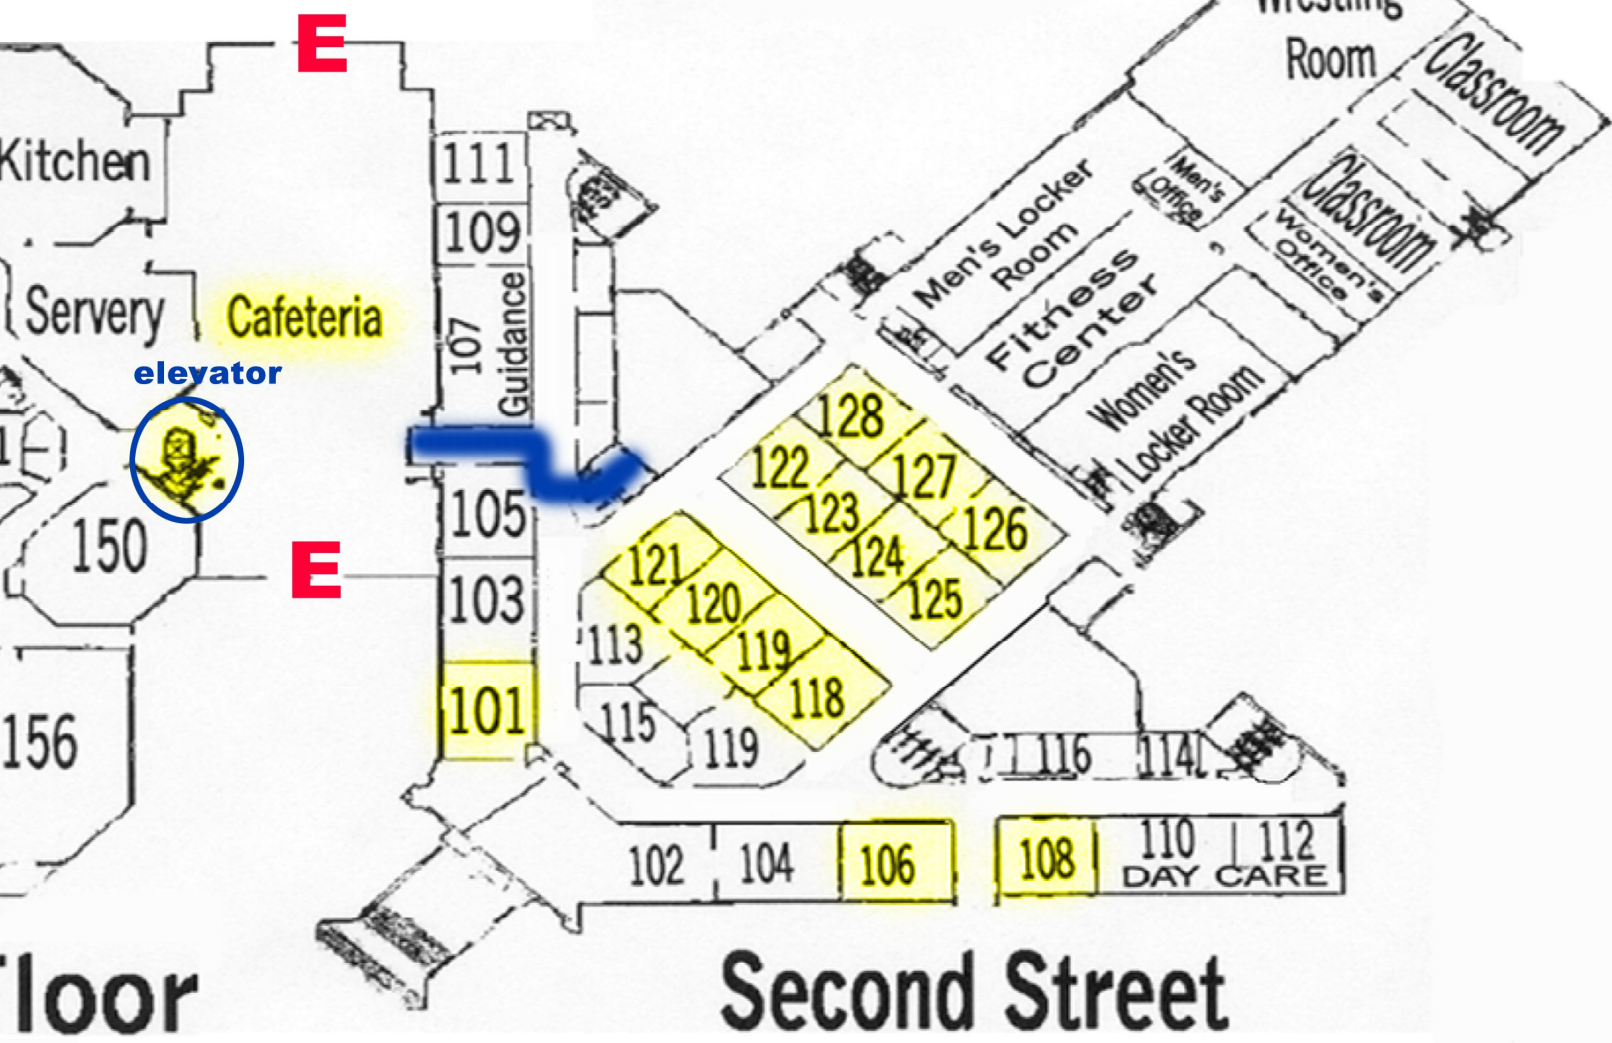 E
Wrestling
Room
Classroom
Kitchen
111
109
Men's
Office
Classroom
Men's Locker
Room
Women's
Office
Servery
Cafeteria
107
Guidance
Fitness
Center
elevator
Women's
Locker Room
128
122
127
123
126
124
125
1
105
150
E
103
121
120
113
119
118
101
115
119
156
116
114
102
104
106
108
110
112
DAY CARE
Second Street
Floor